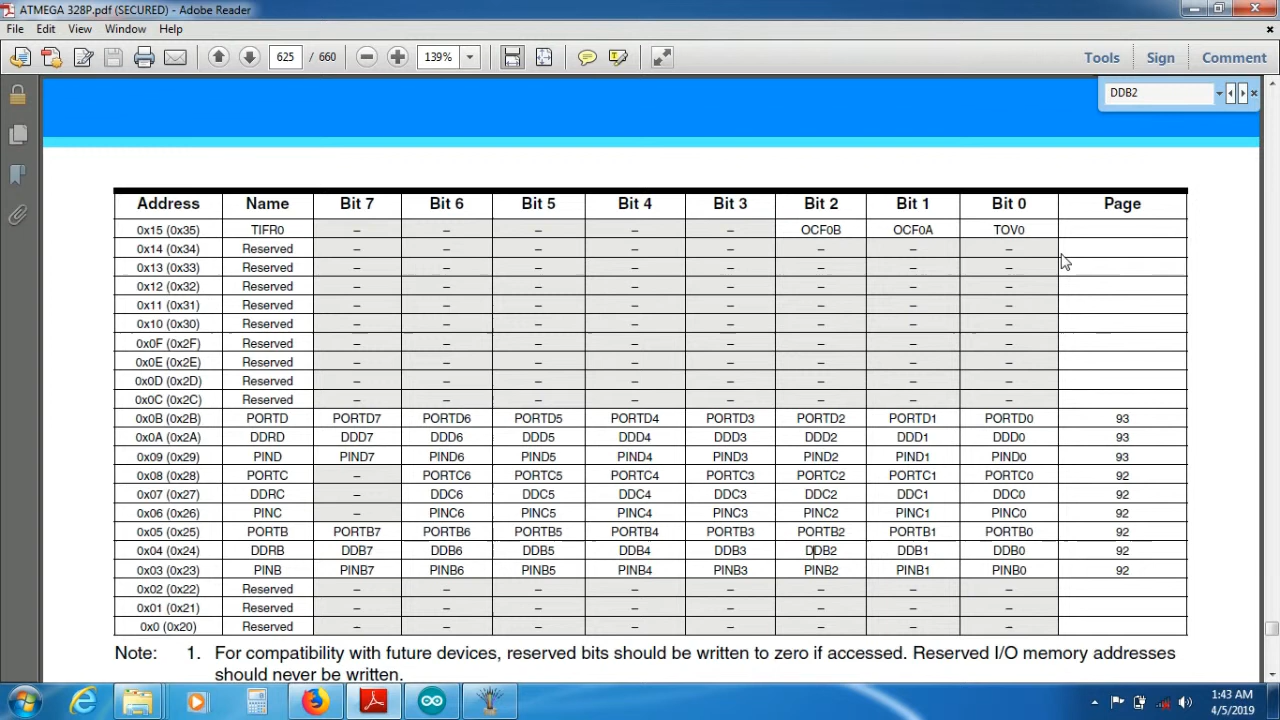 ATMEGA 328P.pdf (SECURED) - Adobe Reader
File Edit View Window Help
625 / 660 139% Tools Sign Comment
DDB2
Address Name Bit 7 Bit 6 Bit 5 Bit 4 Bit 3 Bit 2 Bit 1 Bit 0 Page
0x15 (0x35) TIFR0 – – – – – OCF0B OCF0A TOV0
0x14 (0x34) Reserved – – – – – – – –
0x13 (0x33) Reserved – – – – – – – –
0x12 (0x32) Reserved – – – – – – – –
0x11 (0x31) Reserved – – – – – – – –
0x10 (0x30) Reserved – – – – – – – –
0x0F (0x2F) Reserved – – – – – – – –
0x0E (0x2E) Reserved – – – – – – – –
0x0D (0x2D) Reserved – – – – – – – –
0x0C (0x2C) Reserved – – – – – – – –
0x0B (0x2B) PORTD PORTD7 PORTD6 PORTD5 PORTD4 PORTD3 PORTD2 PORTD1 PORTD0 93
0x0A (0x2A) DDRD DDD7 DDD6 DDD5 DDD4 DDD3 DDD2 DDD1 DDD0 93
0x09 (0x29) PIND PIND7 PIND6 PIND5 PIND4 PIND3 PIND2 PIND1 PIND0 93
0x08 (0x28) PORTC – PORTC6 PORTC5 PORTC4 PORTC3 PORTC2 PORTC1 PORTC0 92
0x07 (0x27) DDRC – DDC6 DDC5 DDC4 DDC3 DDC2 DDC1 DDC0 92
0x06 (0x26) PINC – PINC6 PINC5 PINC4 PINC3 PINC2 PINC1 PINC0 92
0x05 (0x25) PORTB PORTB7 PORTB6 PORTB5 PORTB4 PORTB3 PORTB2 PORTB1 PORTB0 92
0x04 (0x24) DDRB DDB7 DDB6 DDB5 DDB4 DDB3 DDB2 DDB1 DDB0 92
0x03 (0x23) PINB PINB7 PINB6 PINB5 PINB4 PINB3 PINB2 PINB1 PINB0 92
0x02 (0x22) Reserved – – – – – – – –
0x01 (0x21) Reserved – – – – – – – –
0x0 (0x20) Reserved – – – – – – – –
Note: 1. For compatibility with future devices, reserved bits should be written to zero if accessed. Reserved I/O memory addresses
should never be written.
1:43 AM
4/5/2019